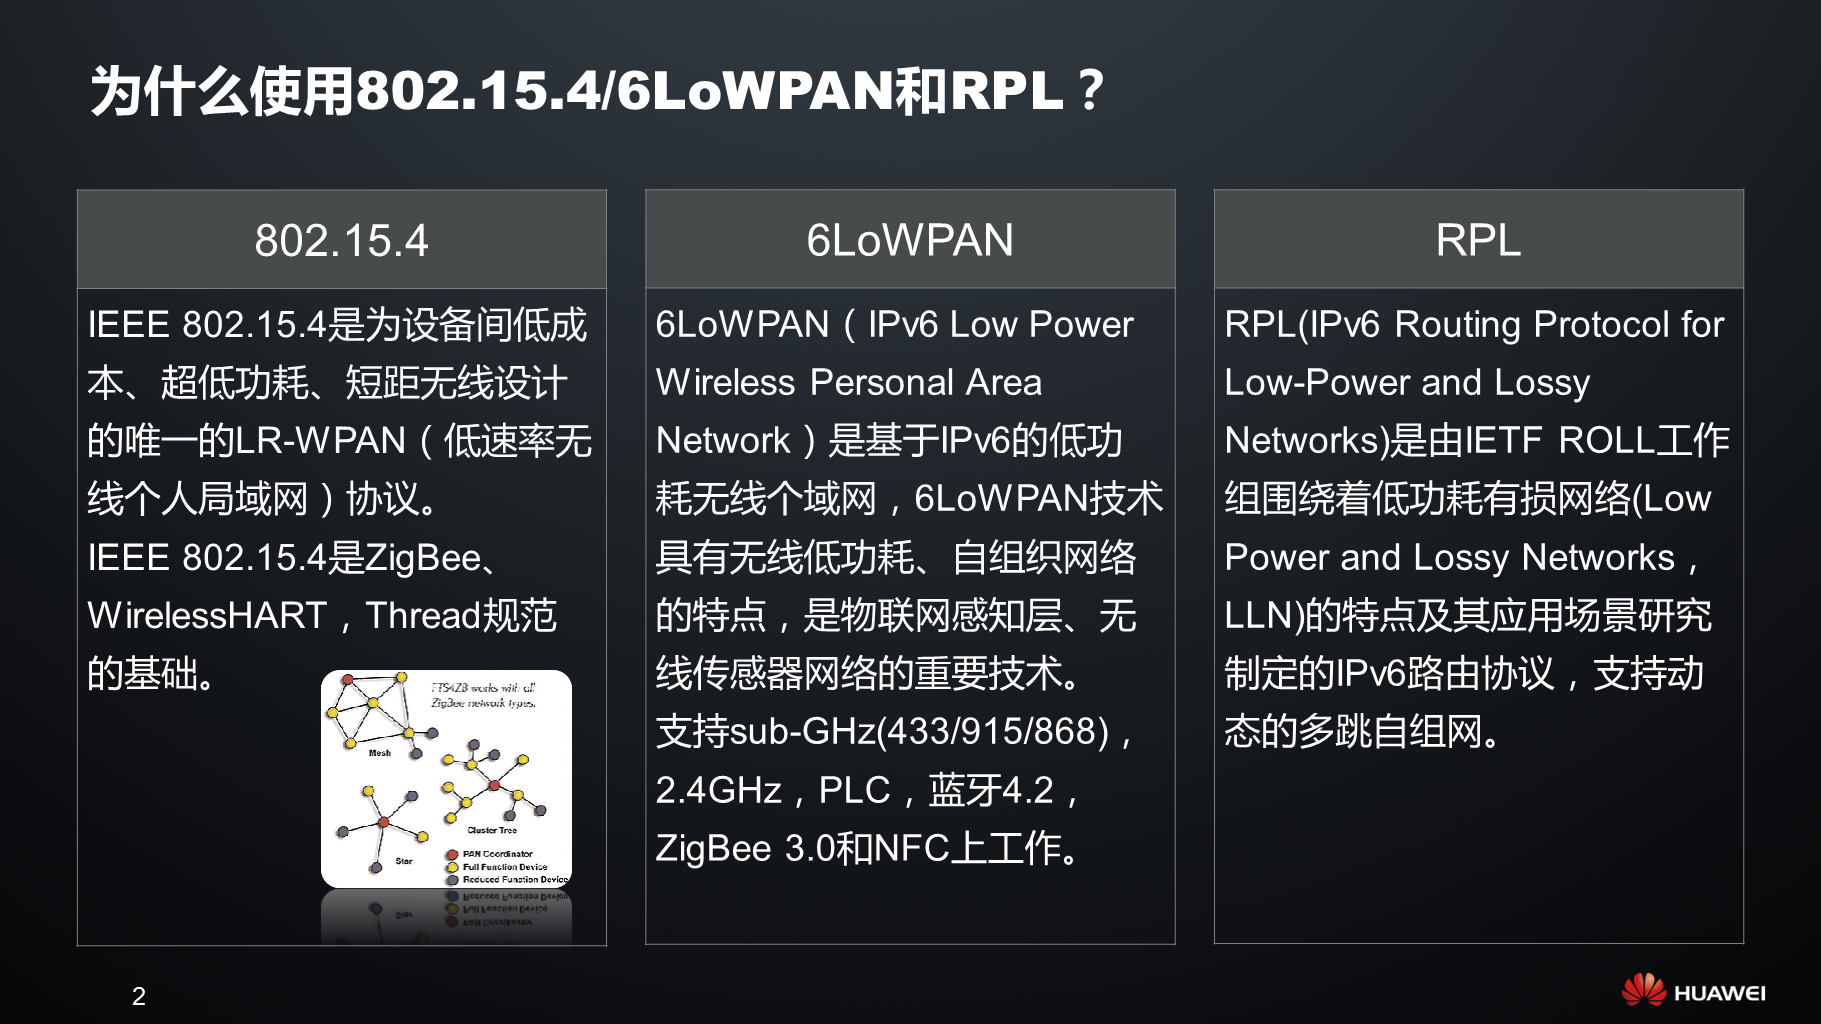 为什么使用802.15.4/6LoWPAN和RPL？
802.15.4
IEEE 802.15.4是为设备间低成
本、超低功耗、短距无线设计
的唯一的LR-WPAN（低速率无
线个人局域网）协议。
IEEE 802.15.4是ZigBee、
WirelessHART，Thread规范
的基础。
FTS4ZB works with all
ZigBee network types.
Mesh
Cluster Tree
Star
PAN Coordinator
Full Function Device
Reduced Function Device
6LoWPAN
6LoWPAN（IPv6 Low Power
Wireless Personal Area
Network）是基于IPv6的低功
耗无线个域网，6LoWPAN技术
具有无线低功耗、自组织网络
的特点，是物联网感知层、无
线传感器网络的重要技术。
支持sub-GHz(433/915/868)，
2.4GHz，PLC，蓝牙4.2，
ZigBee 3.0和NFC上工作。
RPL
RPL(IPv6 Routing Protocol for
Low-Power and Lossy
Networks)是由IETF ROLL工作
组围绕着低功耗有损网络(Low
Power and Lossy Networks，
LLN)的特点及其应用场景研究
制定的IPv6路由协议，支持动
态的多跳自组网。
2
HUAWEI